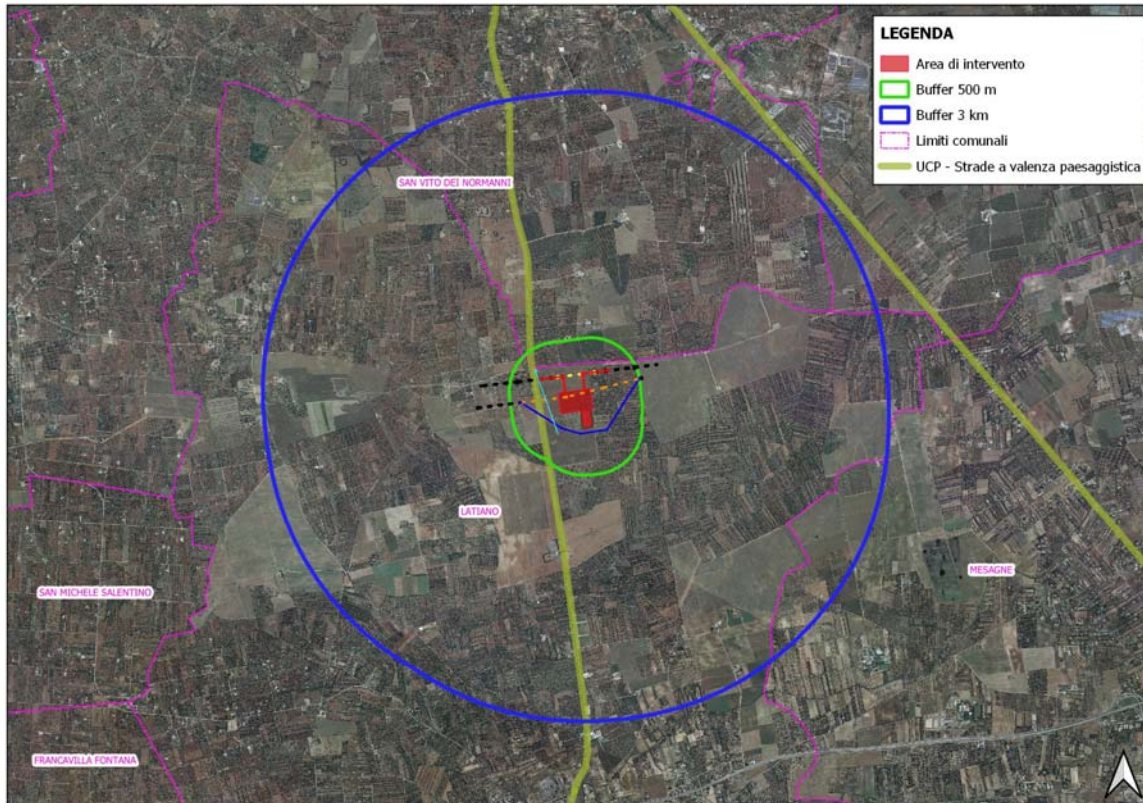 LEGENDA
Area di intervento
Buffer 500 m
Buffer 3 km
Limiti comunali
UCP - Strade a valenza paesaggistica
SAN VITO DEI NORMANNI
LATIANO
MESAGNE
SAN MICHELE SALENTINO
FRANCAVILLA FONTANA